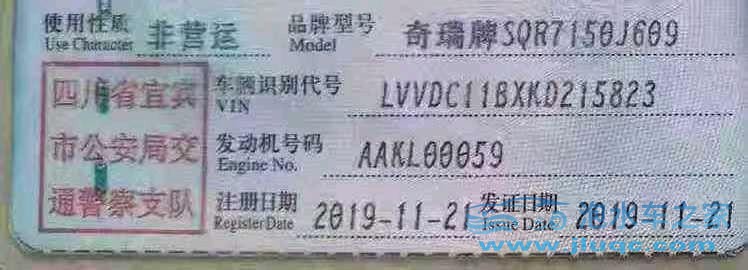 使用性质 非营运 品牌型号 奇瑞牌SQR7150J609
Use Character Model
四川省宜宾 车辆识别代号 LVVDC11BXKD215823
VIN
市公安局交 发动机号码 AAKL00059
Engine No.
通警察支队 注册日期 2019-11-21 发证日期 2019-11-21
Register Date Issue Date
www.jiuqc.com